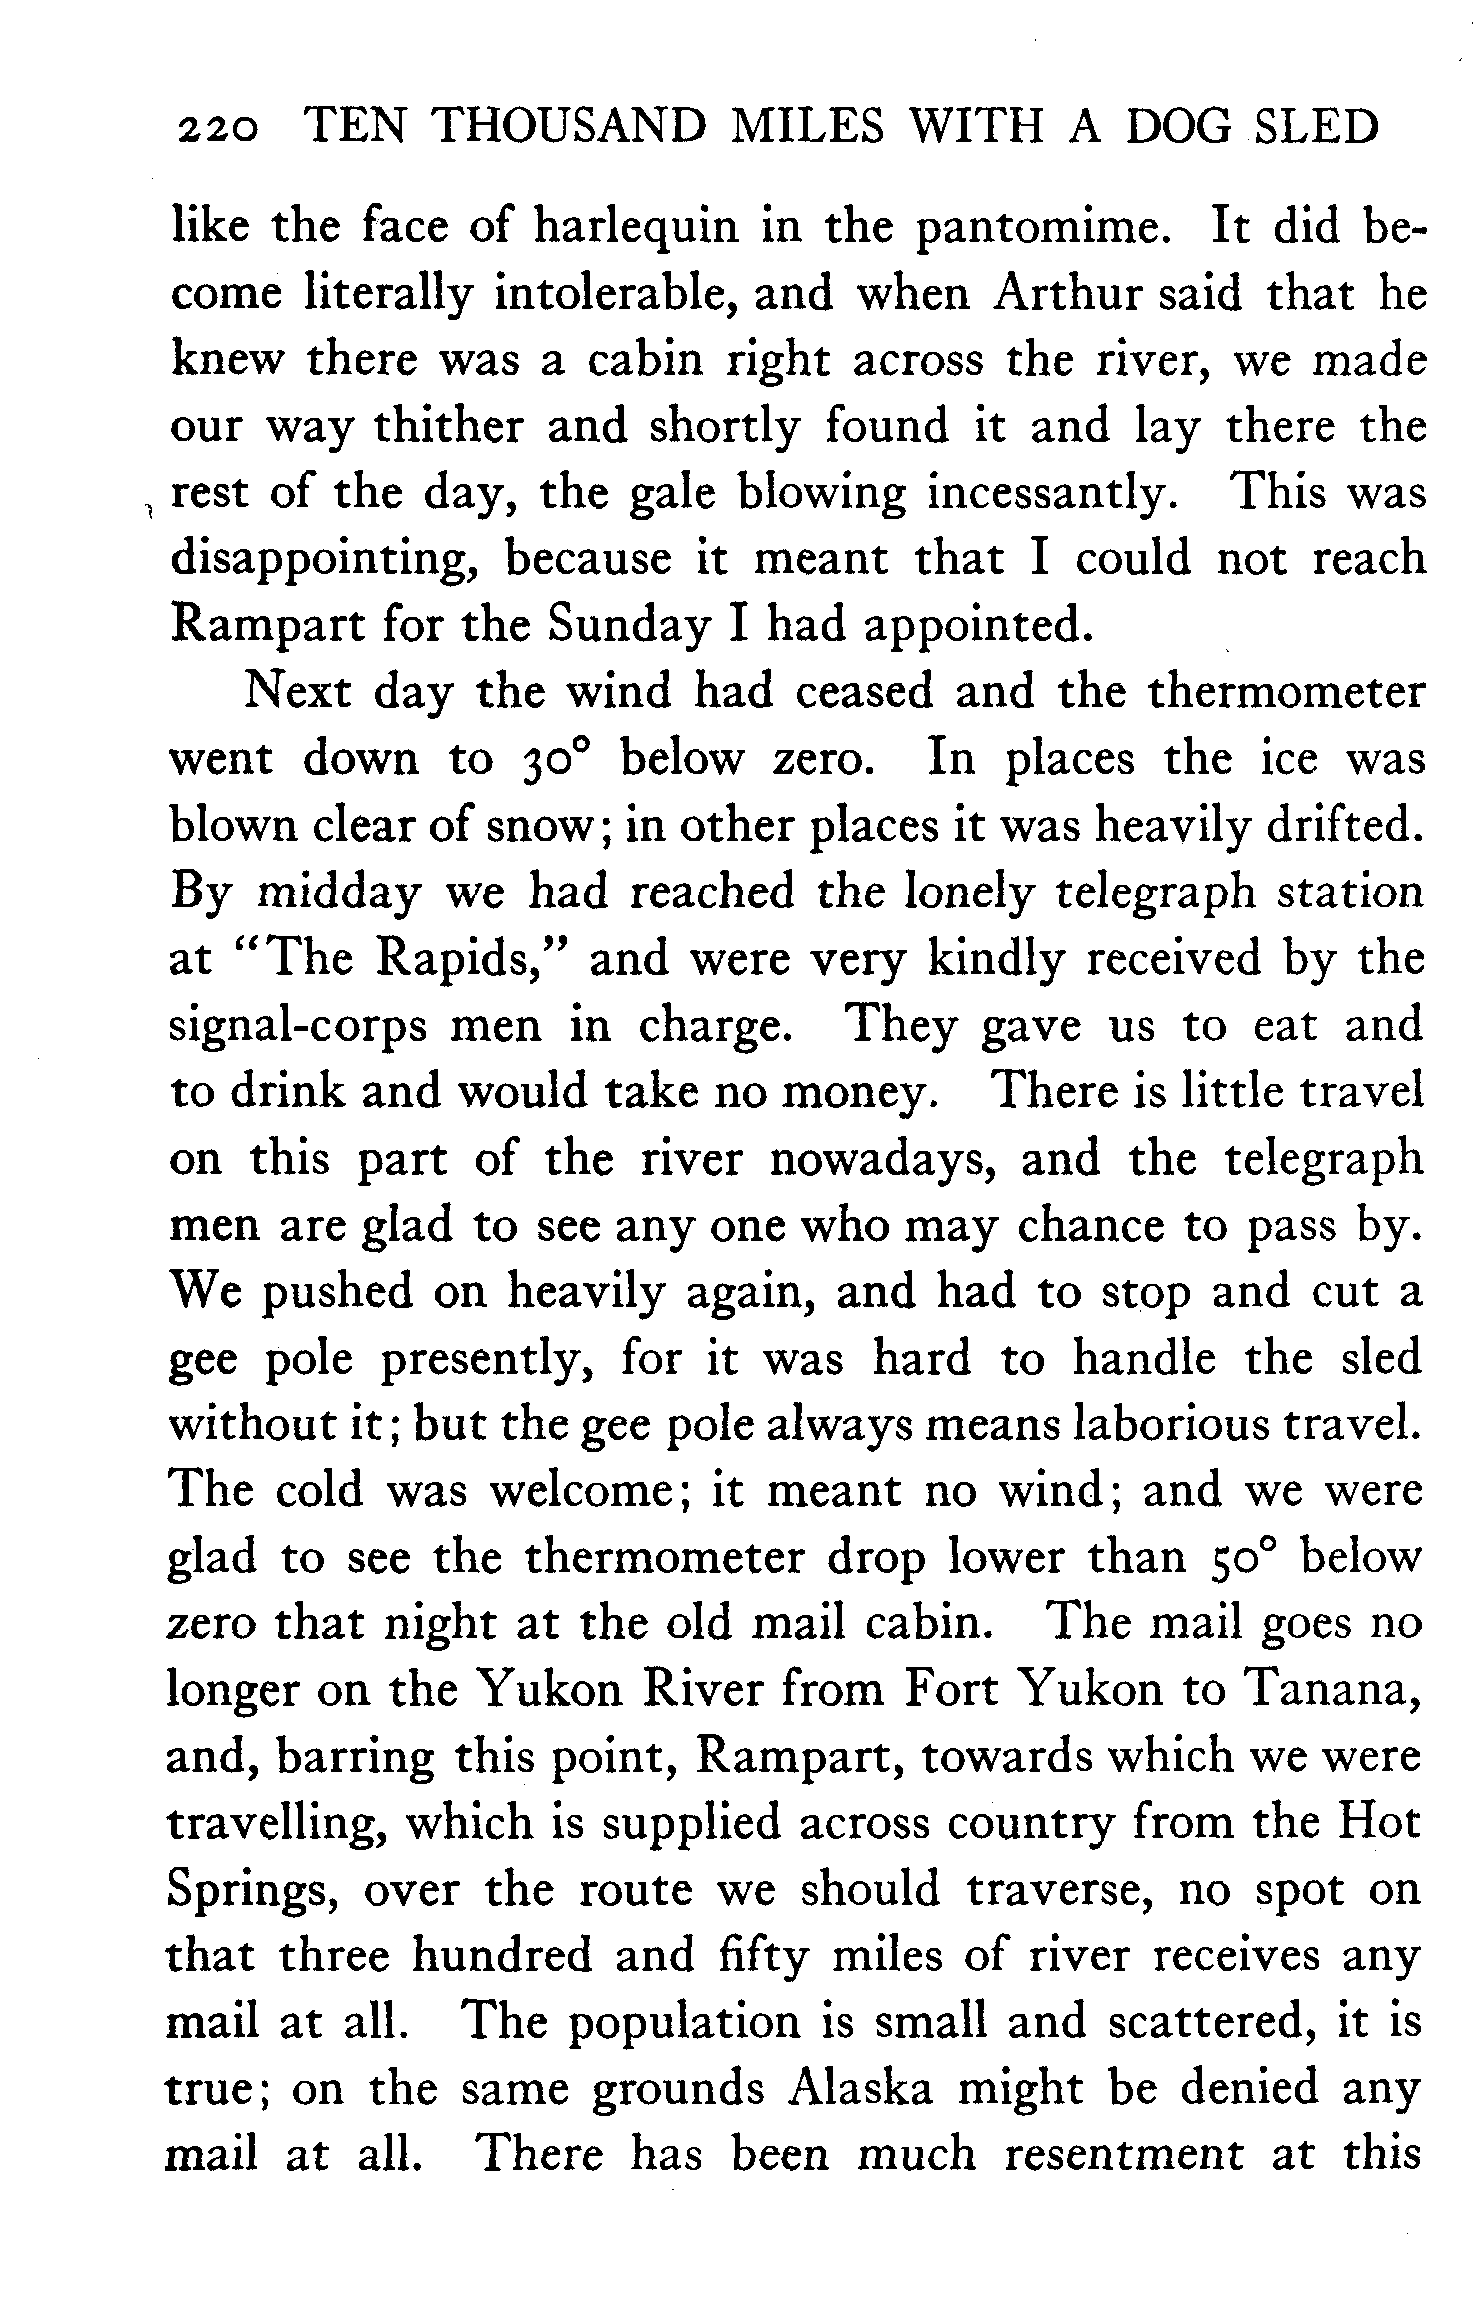 220 TEN THOUSAND MILES WITH A DOG SLED
like the face of harlequin in the pantomime. It did be-
come literally intolerable, and when Arthur said that he
knew there was a cabin right across the river, we made
our way thither and shortly found it and lay there the
rest of the day, the gale blowing incessantly. This was
disappointing, because it meant that I could not reach
Rampart for the Sunday I had appointed.
Next day the wind had ceased and the thermometer
went down to 30° below zero. In places the ice was
blown clear of snow; in other places it was heavily drifted.
By midday we had reached the lonely telegraph station
at "The Rapids," and were very kindly received by the
signal-corps men in charge. They gave us to eat and
to drink and would take no money. There is little travel
on this part of the river nowadays, and the telegraph
men are glad to see any one who may chance to pass by.
We pushed on heavily again, and had to stop and cut a
gee pole presently, for it was hard to handle the sled
without it; but the gee pole always means laborious travel.
The cold was welcome; it meant no wind; and we were
glad to see the thermometer drop lower than 50° below
zero that night at the old mail cabin. The mail goes no
longer on the Yukon River from Fort Yukon to Tanana,
and, barring this point, Rampart, towards which we were
travelling, which is supplied across country from the Hot
Springs, over the route we should traverse, no spot on
that three hundred and fifty miles of river receives any
mail at all. The population is small and scattered, it is
true; on the same grounds Alaska might be denied any
mail at all. There has been much resentment at this